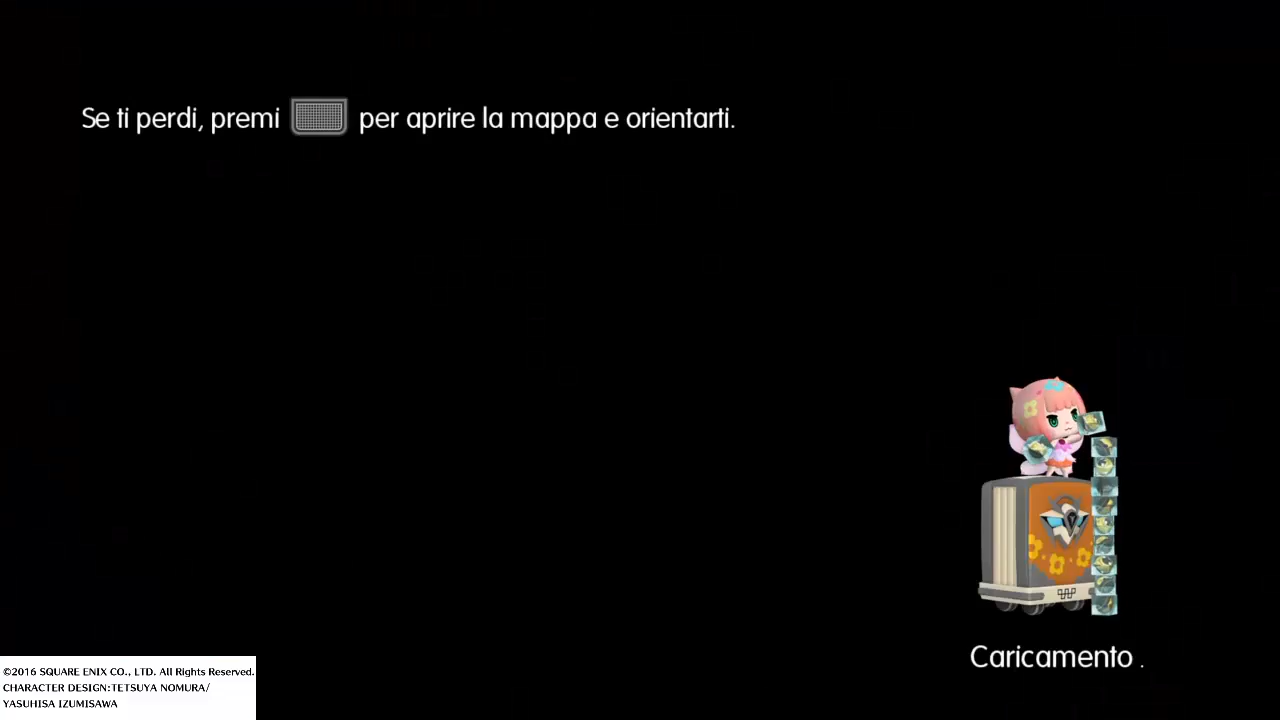 Se ti perdi, premi per aprire la mappa e orientarti.
Caricamento .
©2016 SQUARE ENIX CO., LTD. All Rights Reserved.
CHARACTER DESIGN:TETSUYA NOMURA/
YASUHISA IZUMISAWA